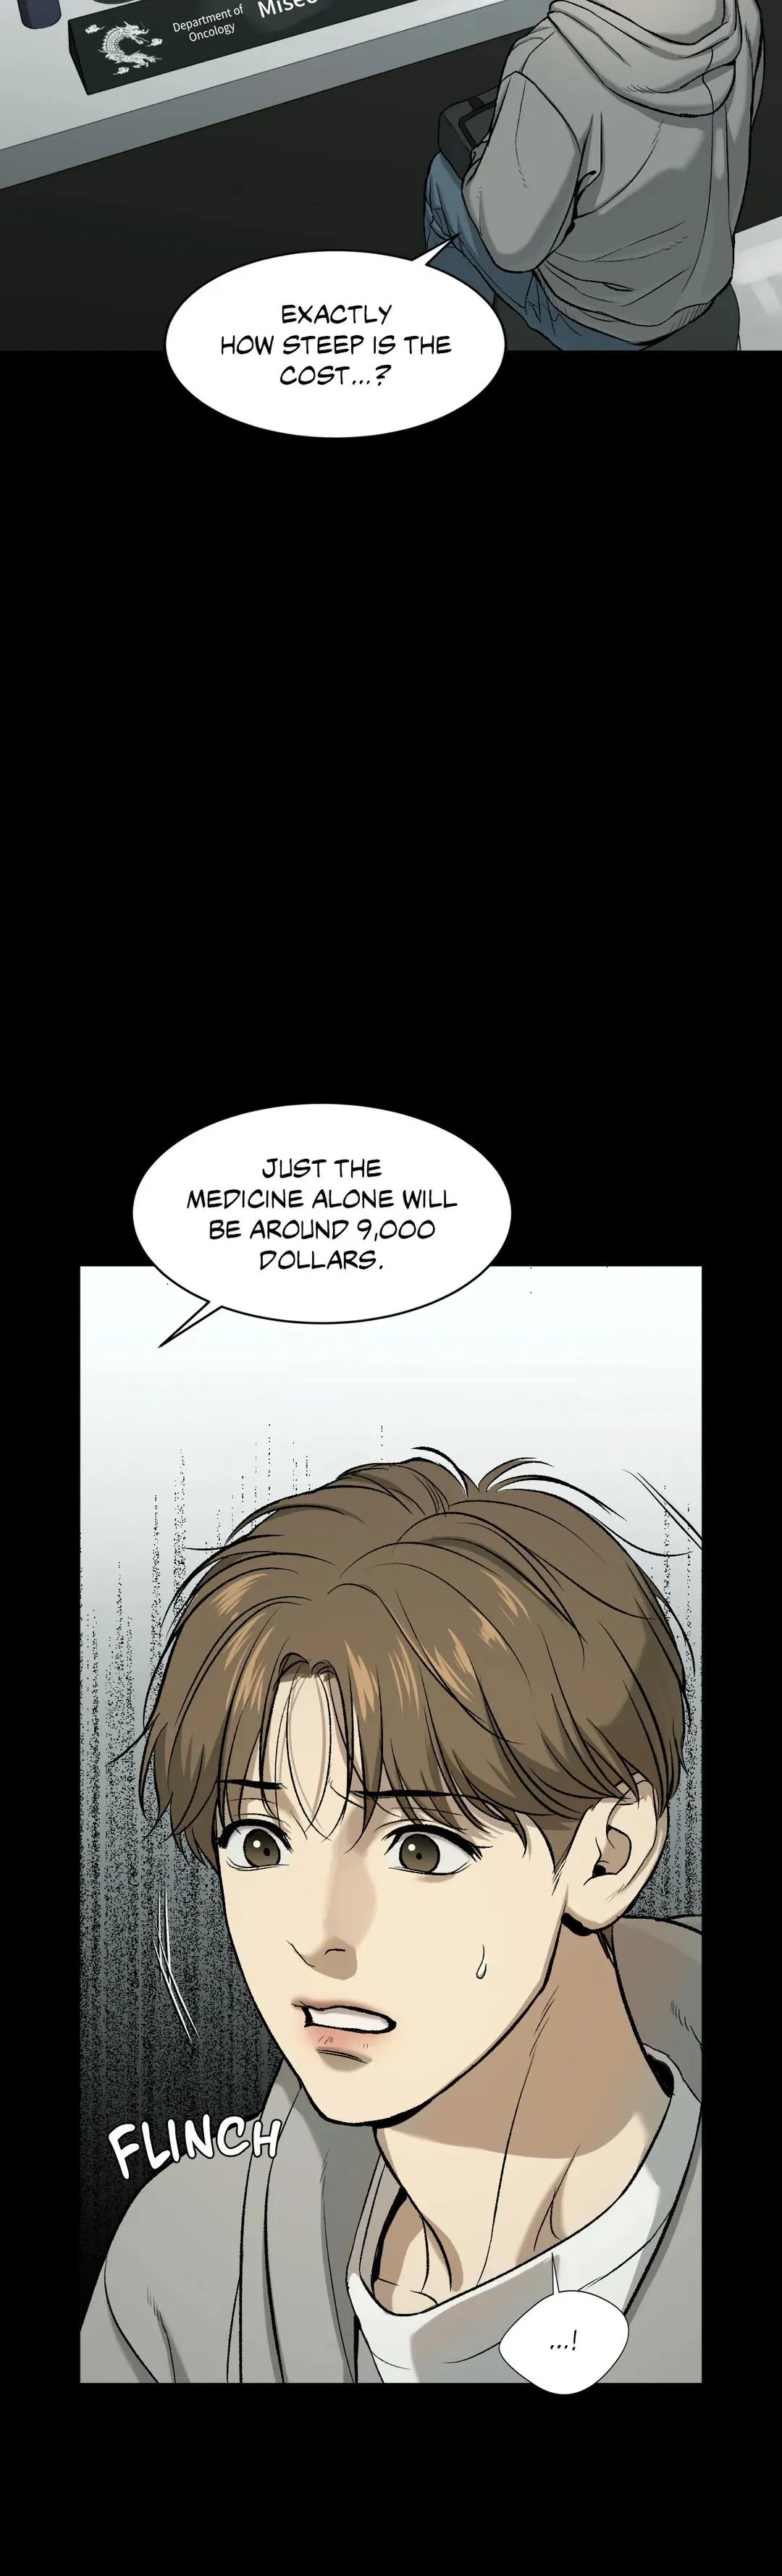 Department of
Oncology
EXACTLY
HOW STEEP IS THE
COST...?
JUST THE
MEDICINE ALONE WILL
BE AROUND 9,000
DOLLARS.
FLINCH
...!